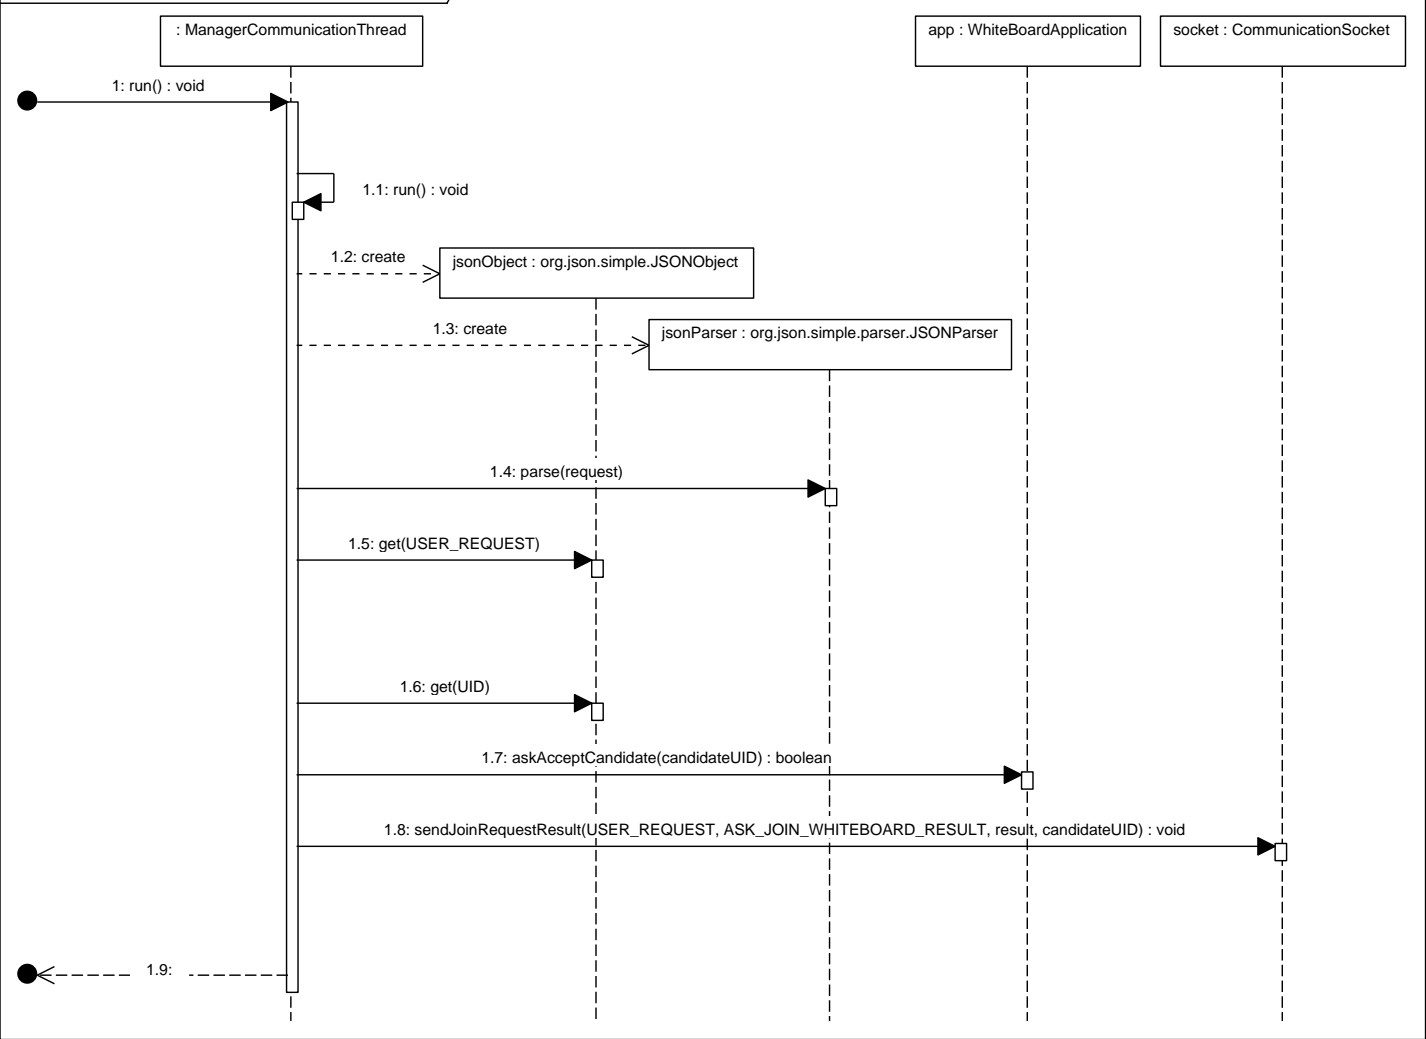 : ManagerCommunicationThread
app : WhiteBoardApplication
socket : CommunicationSocket
1: run() : void
1.1: run() : void
1.2: create
jsonObject : org.json.simple.JSONObject
1.3: create
jsonParser : org.json.simple.parser.JSONParser
1.4: parse(request)
1.5: get(USER_REQUEST)
1.6: get(UID)
1.7: askAcceptCandidate(candidateUID) : boolean
1.8: sendJoinRequestResult(USER_REQUEST, ASK_JOIN_WHITEBOARD_RESULT, result, candidateUID) : void
1.9: